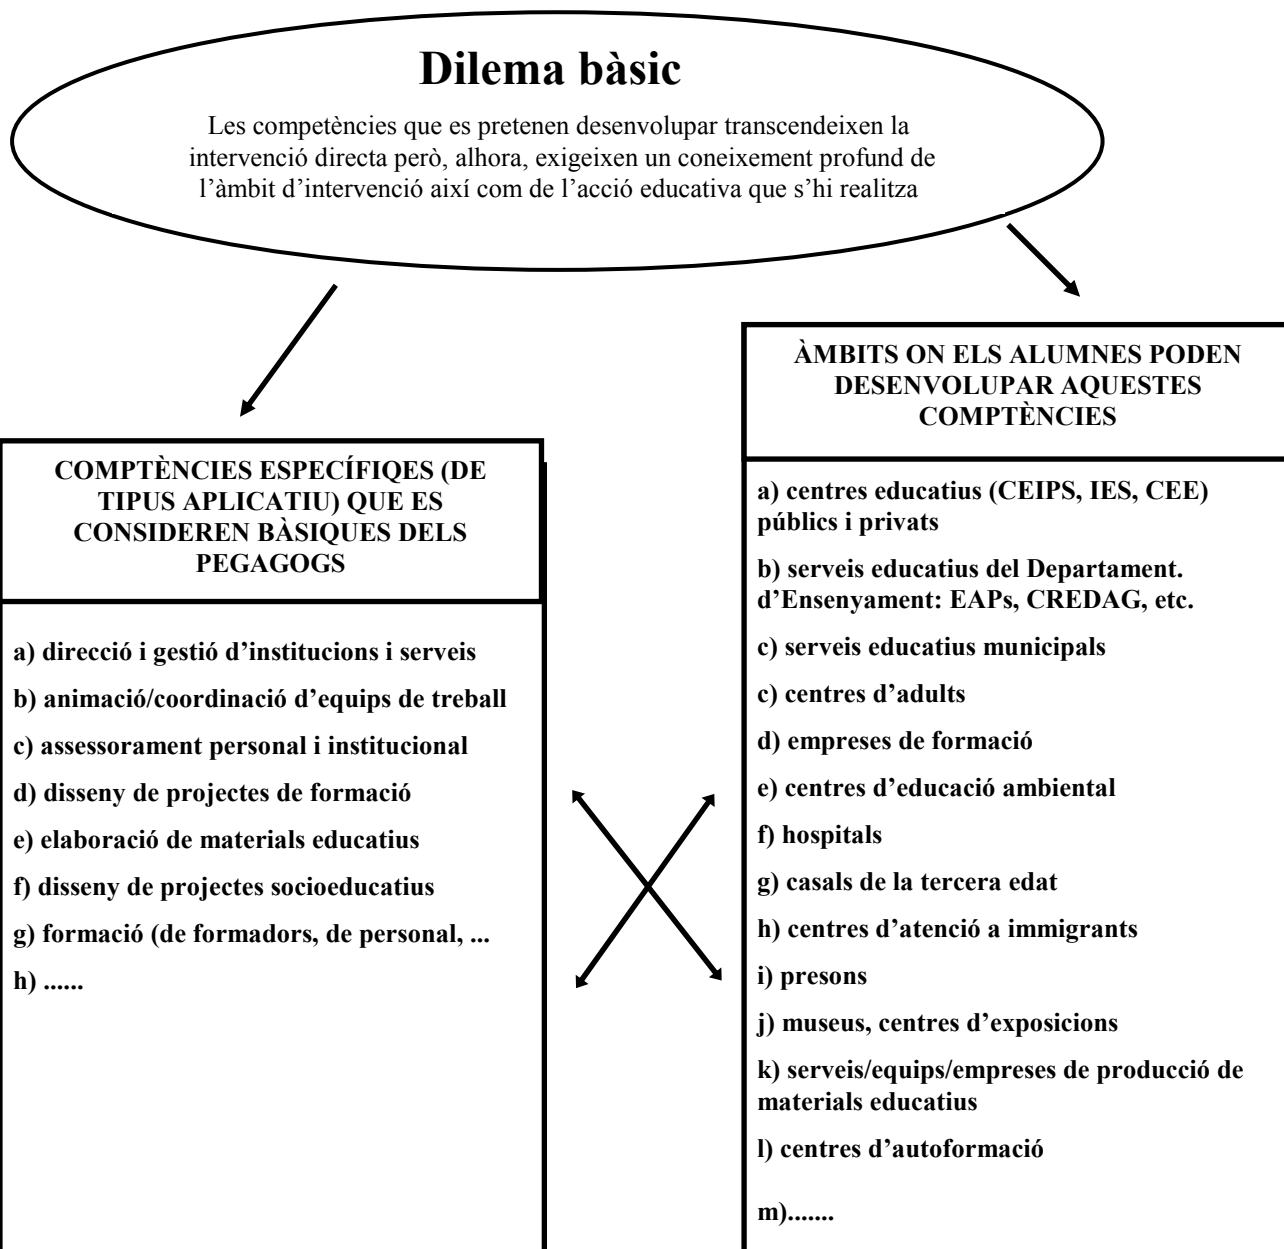 Dilema bàsic
Les competències que es pretenen desenvolupar transcendeixen la
intervenció directa però, alhora, exigeixen un coneixement profund de
l’àmbit d’intervenció així com de l’acció educativa que s’hi realitza
COMPTÈNCIES ESPECÍFIQES (DE
TIPUS APLICATIU) QUE ES
CONSIDEREN BÀSIQUES DELS
PEGAGOGS
a) direcció i gestió d’institucions i serveis
b) animació/coordinació d’equips de treball
c) assessorament personal i institucional
d) disseny de projectes de formació
e) elaboració de materials educatius
f) disseny de projectes socioeducatius
g) formació (de formadors, de personal, ...
h) ......
ÀMBITS ON ELS ALUMNES PODEN
DESENVOLUPAR AQUESTES
COMPTÈNCIES
a) centres educatius (CEIPS, IES, CEE)
públics i privats
b) serveis educatius del Departament.
d’Ensenyament: EAPs, CREDAG, etc.
c) serveis educatius municipals
c) centres d’adults
d) empreses de formació
e) centres d’educació ambiental
f) hospitals
g) casals de la tercera edat
h) centres d’atenció a immigrants
i) presons
j) museus, centres d’exposicions
k) serveis/equips/empreses de producció de
materials educatius
l) centres d’autoformació
m).......